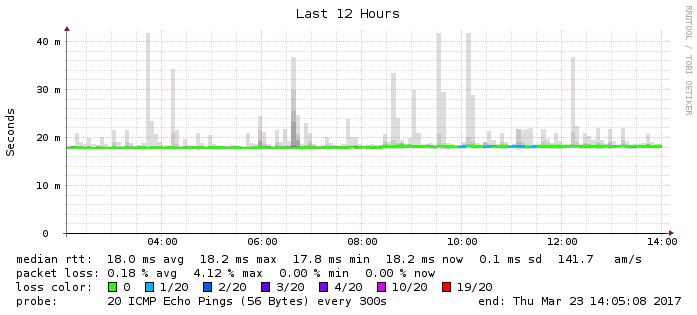 Last 12 Hours
RRDTOOL / TOBI OETIKER
Seconds
40 m
30 m
20 m
10 m
0
04:00 06:00 08:00 10:00 12:00 14:00
median rtt: 18.0 ms avg 18.2 ms max 17.8 ms min 18.2 ms now 0.1 ms sd 141.7 am/s
packet loss: 0.18 % avg 4.12 % max 0.00 % min 0.00 % now
loss color: 0 1/20 2/20 3/20 4/20 10/20 19/20
probe: 20 ICMP Echo Pings (56 Bytes) every 300s end: Thu Mar 23 14:05:08 2017